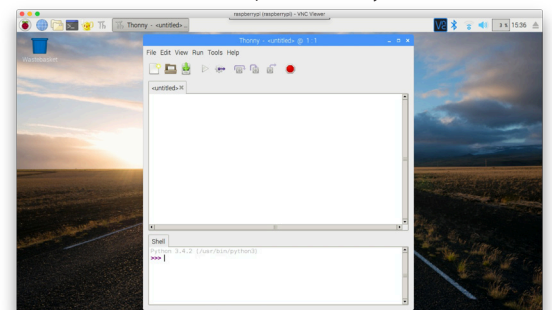 raspberrypi (raspberrypi) - VNC Viewer
Thonny - <untitled>...
3 %
15:36
Wastebasket
Thonny - <untitled> @ 1 : 1
File Edit View Run Tools Help
<untitled>
Shell
Python 3.4.2 (/usr/bin/python3)
>>>